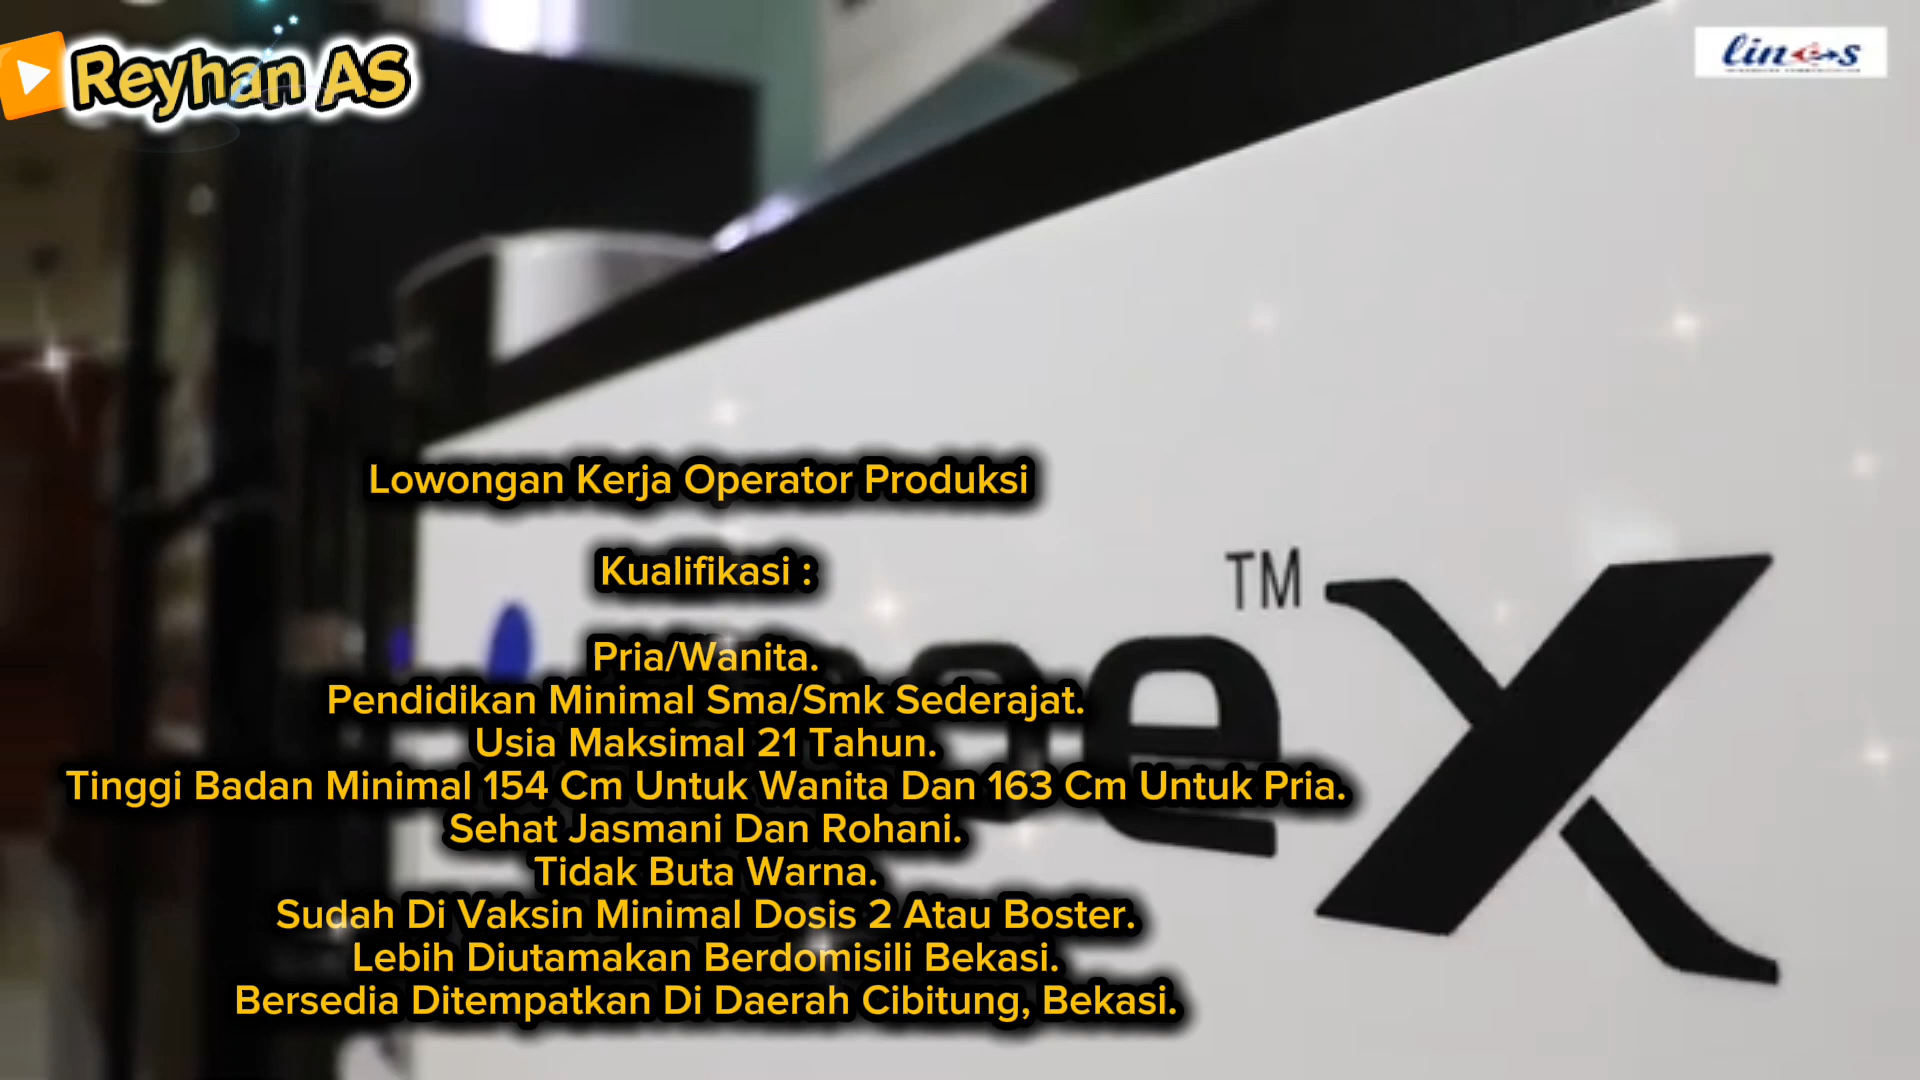 Reyhan AS
Lowongan Kerja Operator Produksi
Kualifikasi :
TM
Pria/Wanita.
Pendidikan Minimal Sma/Smk Sederajat.
Usia Maksimal 21 Tahun.
Tinggi Badan Minimal 154 Cm Untuk Wanita Dan 163 Cm Untuk Pria.
Sehat Jasmani Dan Rohani.
Tidak Buta Warna.
Sudah Di Vaksin Minimal Dosis 2 Atau Boster.
Lebih Diutamakan Berdomisili Bekasi.
Bersedia Ditempatkan Di Daerah Cibitung, Bekasi.